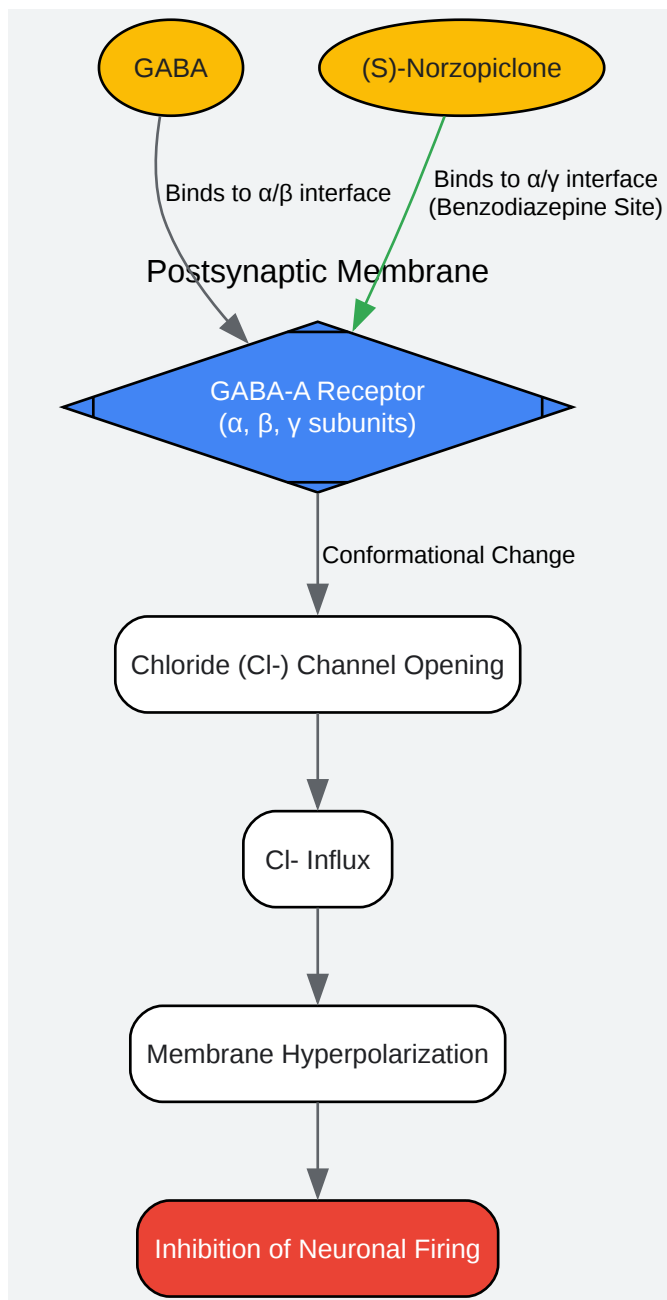 GABA
(S)-Norzopiclone
Binds to α/β interface
Binds to α/γ interface
(Benzodiazepine Site)
Postsynaptic Membrane
GABA-A Receptor
(α, β, γ subunits)
Conformational Change
Chloride (Cl-) Channel Opening
Cl- Influx
Membrane Hyperpolarization
Inhibition of Neuronal Firing